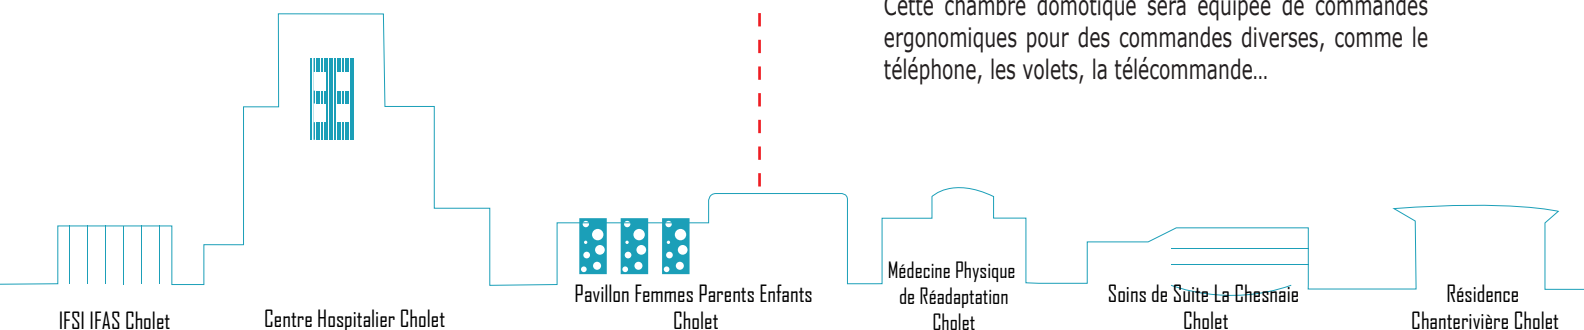 Cette chambre domotique sera équipée de commandes
ergonomiques pour des commandes diverses, comme le
téléphone, les volets, la télécommande...
IFSI IFAS Cholet
Centre Hospitalier Cholet
Pavillon Femmes Parents Enfants
Cholet
Médecine Physique
de Réadaptation
Cholet
Soins de Suite La Chesnaie
Cholet
Résidence
Chanterivière Cholet